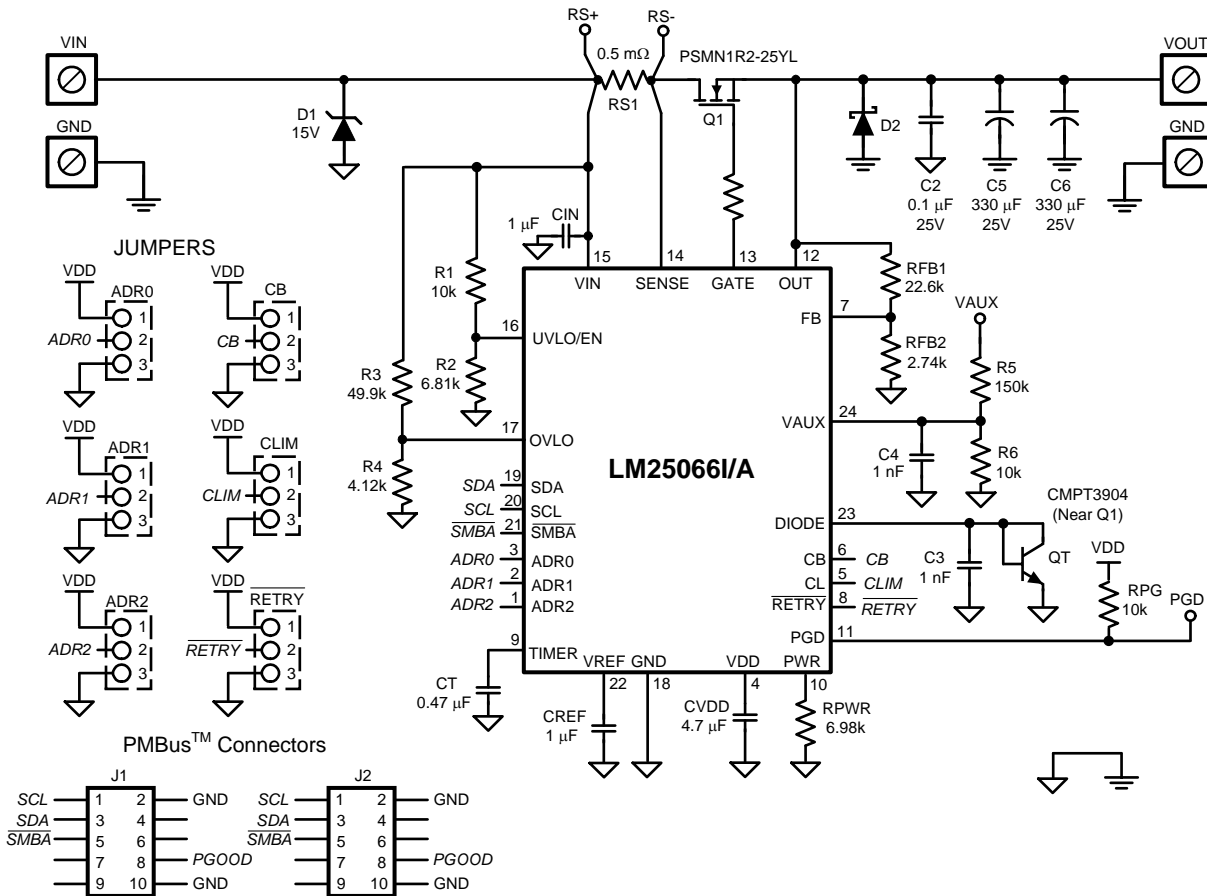 RS+
RS-
VIN
0.5 mΩ
PSMN1R2-25YL
VOUT
RS1
Q1
D1
15V
D2
GND
GND
C2
0.1 μF
25V
C5
330 μF
25V
C6
330 μF
25V
1 μF
CIN
JUMPERS
VDD
ADR0
1
ADR0
2
3
VDD
CB
1
CB
2
3
VDD
ADR1
1
ADR1
2
3
VDD
CLIM
1
CLIM
2
3
VDD
ADR2
1
ADR2
2
3
VDD
RETRY
1
RETRY
2
3
R1
10k
R2
6.81k
R3
49.9k
R4
4.12k
15
14
13
12
VIN
SENSE
GATE
OUT
16
UVLO/EN
17
OVLO
LM25066I/A
SDA
19
SDA
SCL
20
SCL
SMBA
21
SMBA
ADR0
3
ADR0
ADR1
2
ADR1
ADR2
1
ADR2
9
TIMER
CT
0.47 μF
VREF
GND
VDD
PWR
22
18
4
10
CREF
1 μF
CVDD
4.7 μF
RPWR
6.98k
7
FB
RFB1
22.6k
RFB2
2.74k
VAUX
R5
150k
24
VAUX
C4
1 nF
R6
10k
CMPT3904
(Near Q1)
DIODE
23
C3
1 nF
QT
CB
6
CB
CL
5
CLIM
RETRY
8
RETRY
PGD
11
VDD
RPG
10k
PGD
PMBus™ Connectors
J1
SCL
1
2
GND
SDA
3
4
SMBA
5
6
7
8
PGOOD
9
10
GND
J2
SCL
1
2
GND
SDA
3
4
SMBA
5
6
7
8
PGOOD
9
10
GND